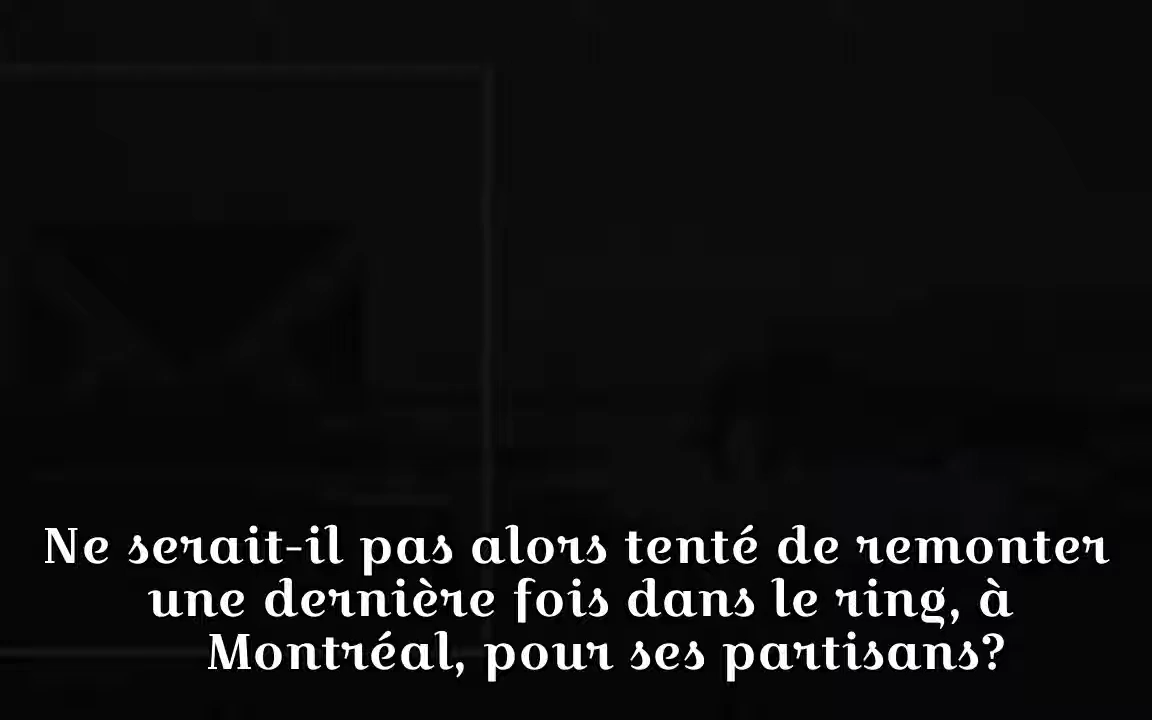 Ne serait-il pas alors tenté de remonter
une dernière fois dans le ring, à
Montréal, pour ses partisans?